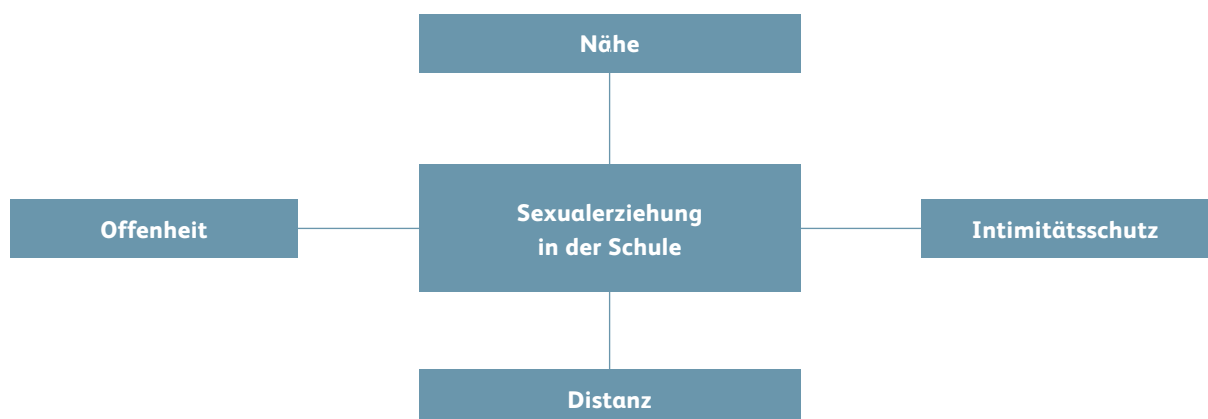 Nähe
Offenheit
Sexualerziehung
in der Schule
Intimitätsschutz
Distanz